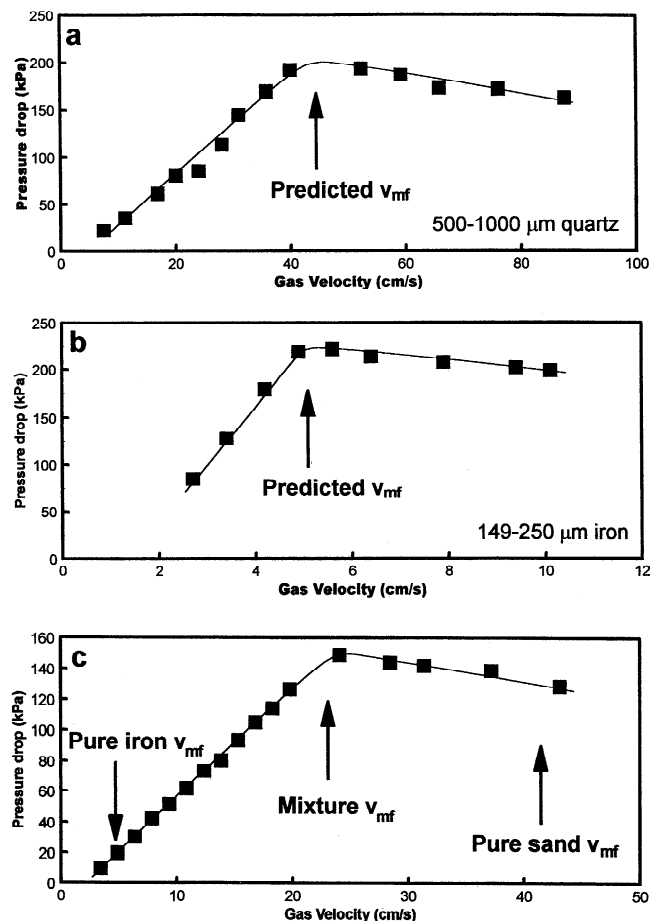 a
Pressure drop (kPa)
250
200
150
100
50
0
Predicted vmf
500-1000 μm quartz
0 20 40 60 80 100
Gas Velocity (cm/s)
b
Pressure drop (kPa)
250
200
150
100
50
0
Predicted vmf
149-250 μm iron
0 2 4 6 8 10 12
Gas Velocity (cm/s)
c
Pressure drop (kPa)
160
140
120
100
80
60
40
20
0
Pure iron vmf
Mixture vmf
Pure sand vmf
0 10 20 30 40 50
Gas Velocity (cm/s)